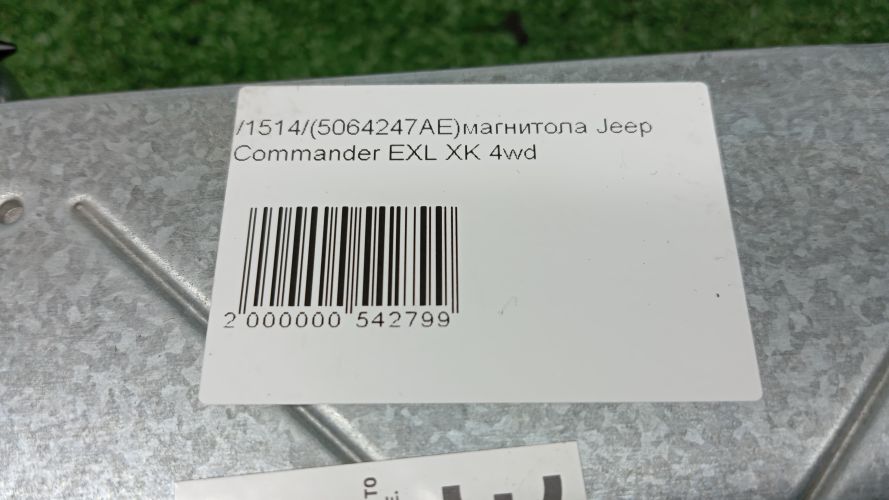 /1514/(5064247AE)магнитола Jeep
Commander EXL XK 4wd
2 000000 542799